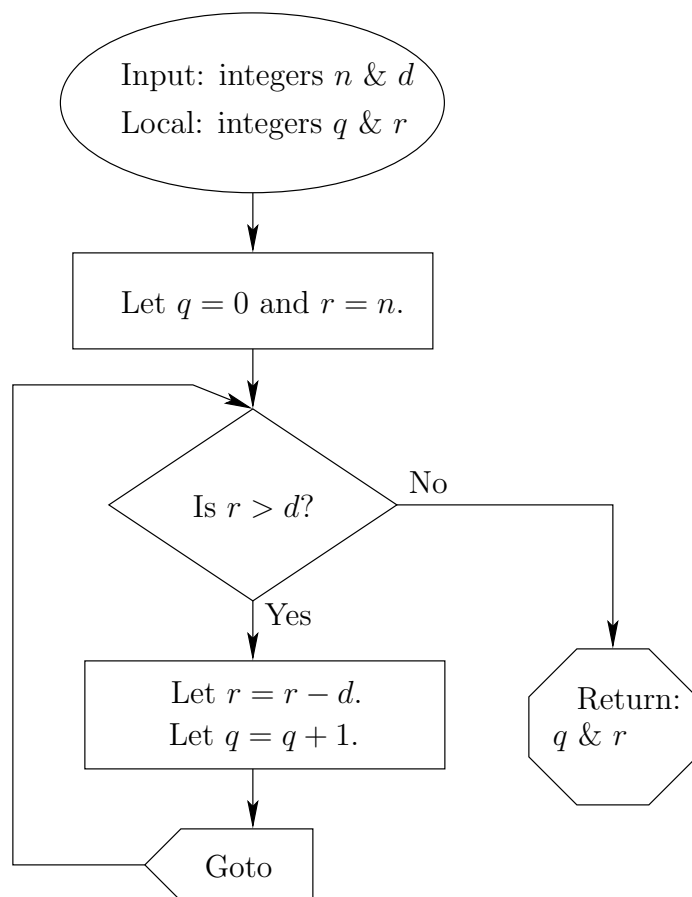 Input: integers n & d
Local: integers q & r
Let q = 0 and r = n.
Is r > d?
No
Yes
Let r = r − d.
Let q = q + 1.
Return:
q & r
Goto